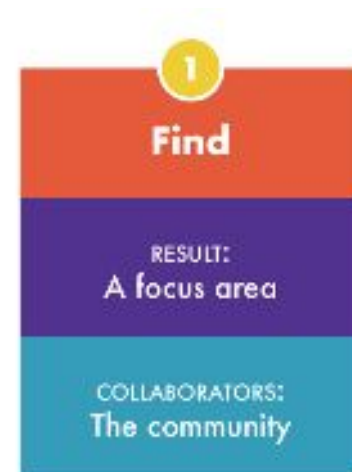 1
Find
RESULT:
A focus area
COLLABORATORS:
The community